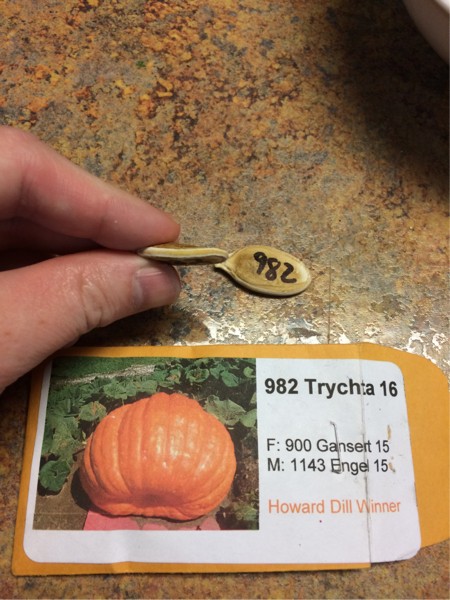 982
982 Trychta 16
F: 900 Gansert 15
M: 1143 Engel 15
Howard Dill Winner